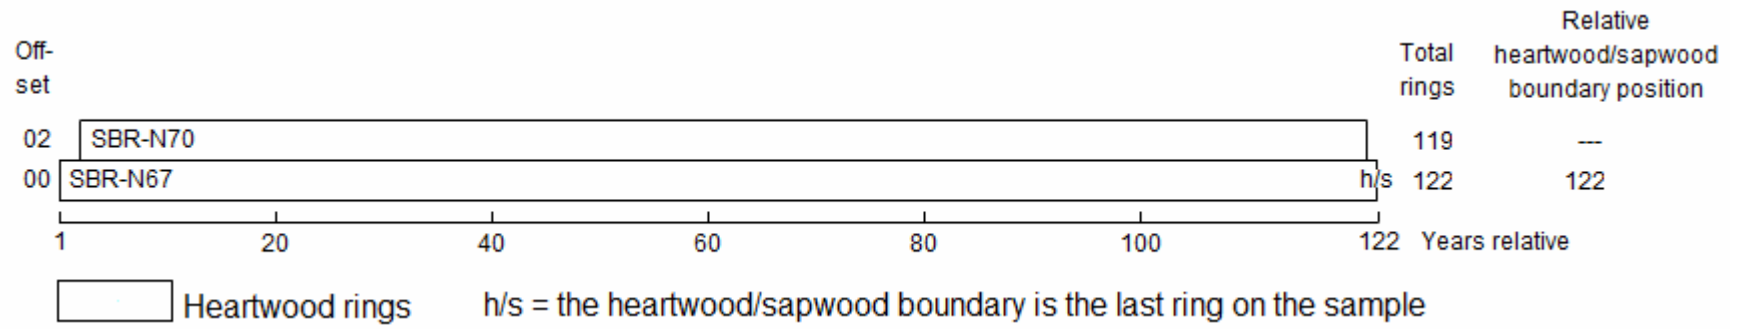 Relative
Off- Total heartwood/sapwood
set rings boundary position
02 SBR-N70 119 ---
00 SBR-N67 h/s 122 122
1 20 40 60 80 100 122 Years relative
Heartwood rings h/s = the heartwood/sapwood boundary is the last ring on the sample